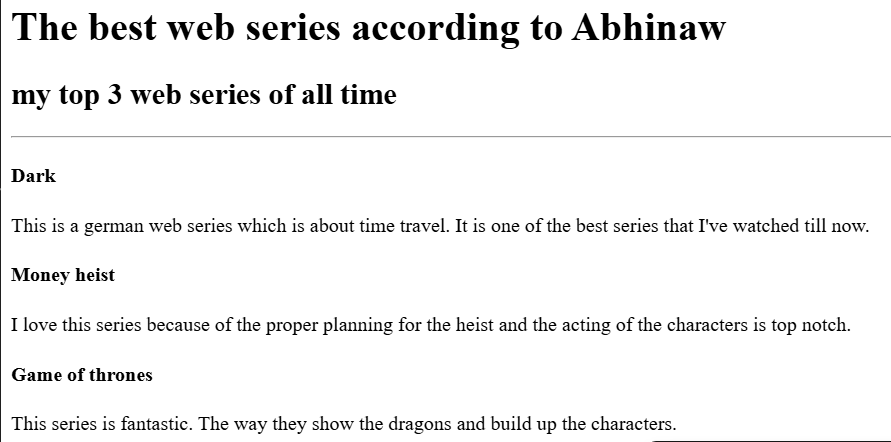 The best web series according to Abhinaw
my top 3 web series of all time
Dark
This is a german web series which is about time travel. It is one of the best series that I've watched till now.
Money heist
I love this series because of the proper planning for the heist and the acting of the characters is top notch.
Game of thrones
This series is fantastic. The way they show the dragons and build up the characters.